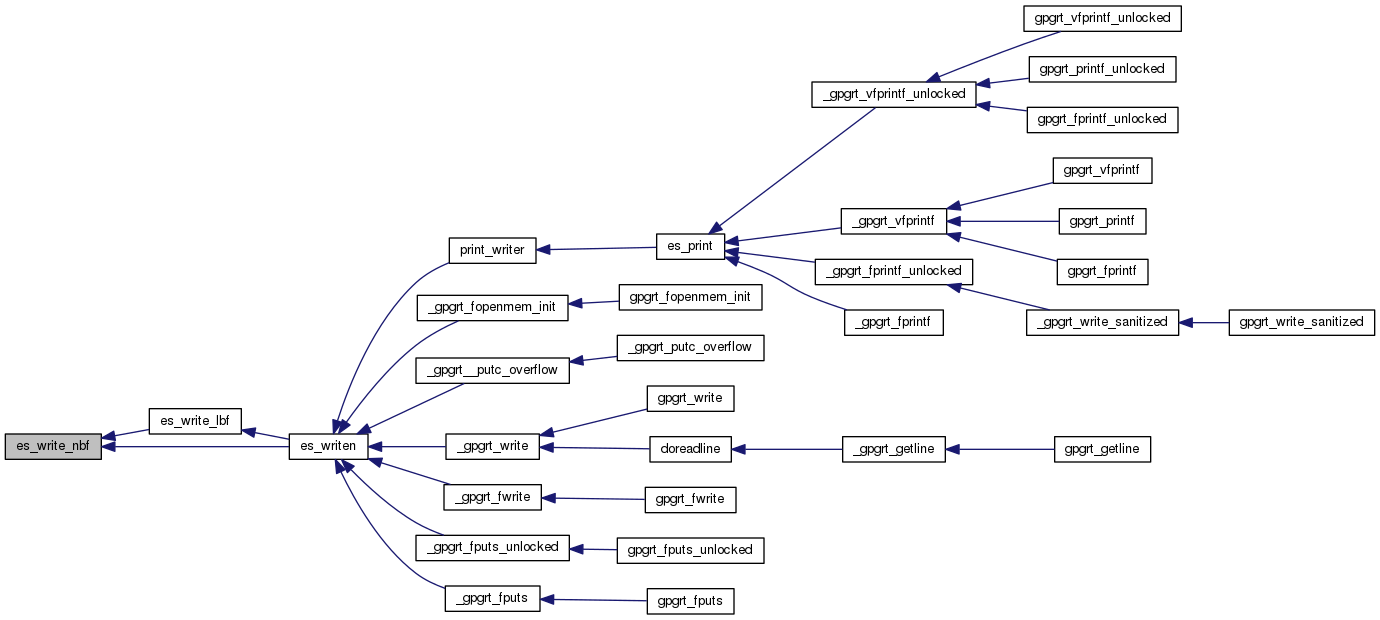 gpgrt_vfprintf_unlocked
gpgrt_printf_unlocked
_gpgrt_vfprintf_unlocked
gpgrt_fprintf_unlocked
gpgrt_vfprintf
_gpgrt_vfprintf
gpgrt_printf
print_writer
es_print
gpgrt_fprintf
_gpgrt_fprintf_unlocked
_gpgrt_fopenmem_init
gpgrt_fopenmem_init
_gpgrt_fprintf
_gpgrt_write_sanitized
gpgrt_write_sanitized
_gpgrt__putc_overflow
_gpgrt_putc_overflow
gpgrt_write
es_write_lbf
es_write_nbf
es_writen
_gpgrt_write
doreadline
_gpgrt_getline
gpgrt_getline
_gpgrt_fwrite
gpgrt_fwrite
_gpgrt_fputs_unlocked
gpgrt_fputs_unlocked
_gpgrt_fputs
gpgrt_fputs